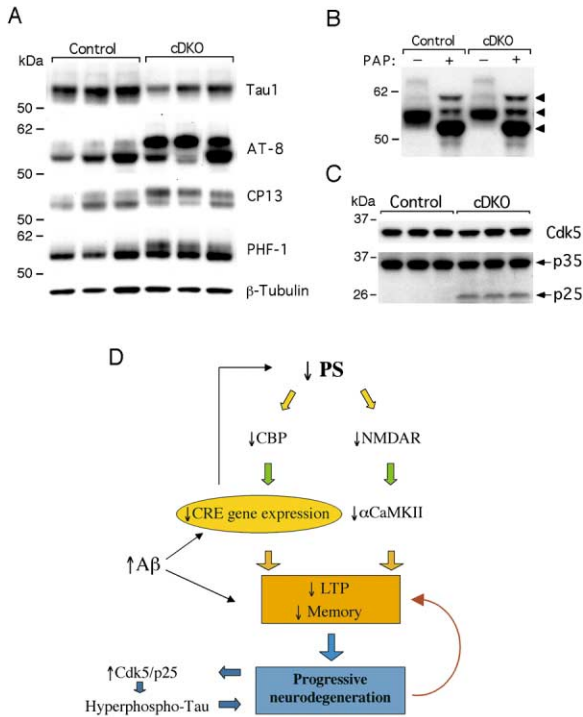 A
Control cDKO
kDa
Tau1
50 –
62 –
AT-8
50 –
CP13
50 –
62 –
PHF-1
50 –
β-Tubulin
B
Control cDKO
PAP: – + – +
62 –
50 –
C
kDa Control cDKO
37 –
Cdk5
37 –
p35
26 –
p25
D
↓ PS
↓CBP ↓NMDAR
↓CRE gene expression ↓αCaMKII
↑Aβ
↓ LTP
↓ Memory
↑Cdk5/p25
Hyperphospho-Tau
Progressive
neurodegeneration